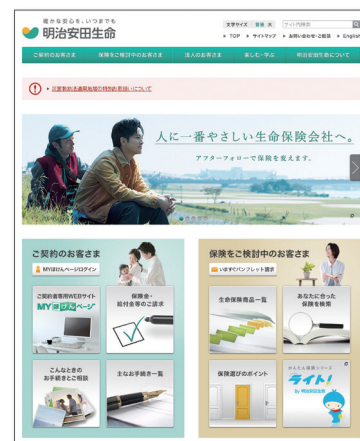 確かな安心を、いつまでも
明治安田生命
文字サイズ 普通 大 サイト内検索
TOP サイトマップ お問い合わせ・ご相談 English
ご契約のお客さま 保険をご検討中のお客さま 法人のお客さま 楽しむ・学ぶ 明治安田生命について
災害救助法適用地域の特別お取扱いについて
人に一番やさしい生命保険会社へ。
アフターフォローで保険を変えます。
ご契約のお客さま
MYほけんページログイン
ご契約者専用WEBサイト
MYほけんページ
保険金・
給付金等のご請求
こんなときの
お手続きとご相談
主なお手続き一覧
保険をご検討中のお客さま
いますぐパンフレット請求
生命保険商品一覧
あなたに合った
保険を検索
保険選びのポイント
かんたん保険シリーズ
ライト!
By 明治安田生命